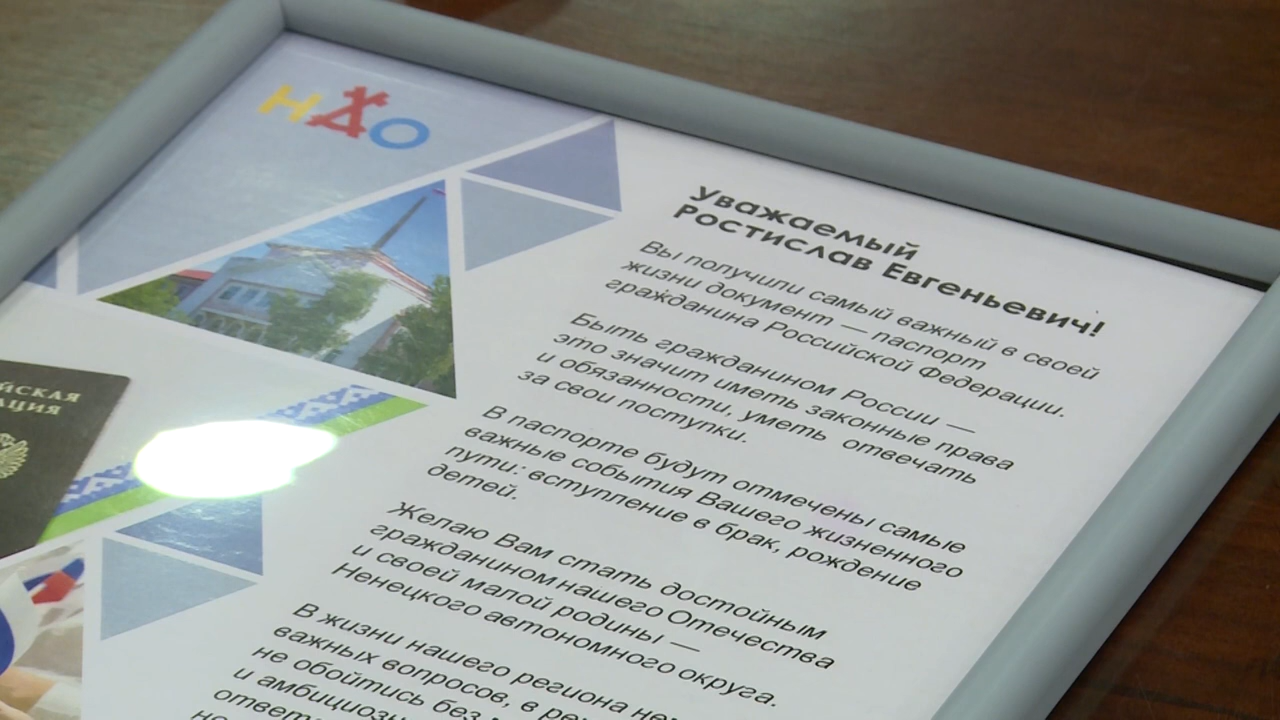 НАО
Уважаемый
Ростислав Евгеньевич!
Вы получили самый важный в своей
жизни документ — паспорт
гражданина Российской Федерации.
Быть гражданином России —
это значит иметь законные права
и обязанности, уметь отвечать
за свои поступки.
В паспорте будут отмечены самые
важные события Вашего жизненного
пути: вступление в брак, рождение
детей.
Желаю Вам стать достойным
гражданином нашего Отечества
и своей малой родины —
Ненецкого автономного округа.
В жизни нашего региона
важных вопросов, в
не обойтись без
и